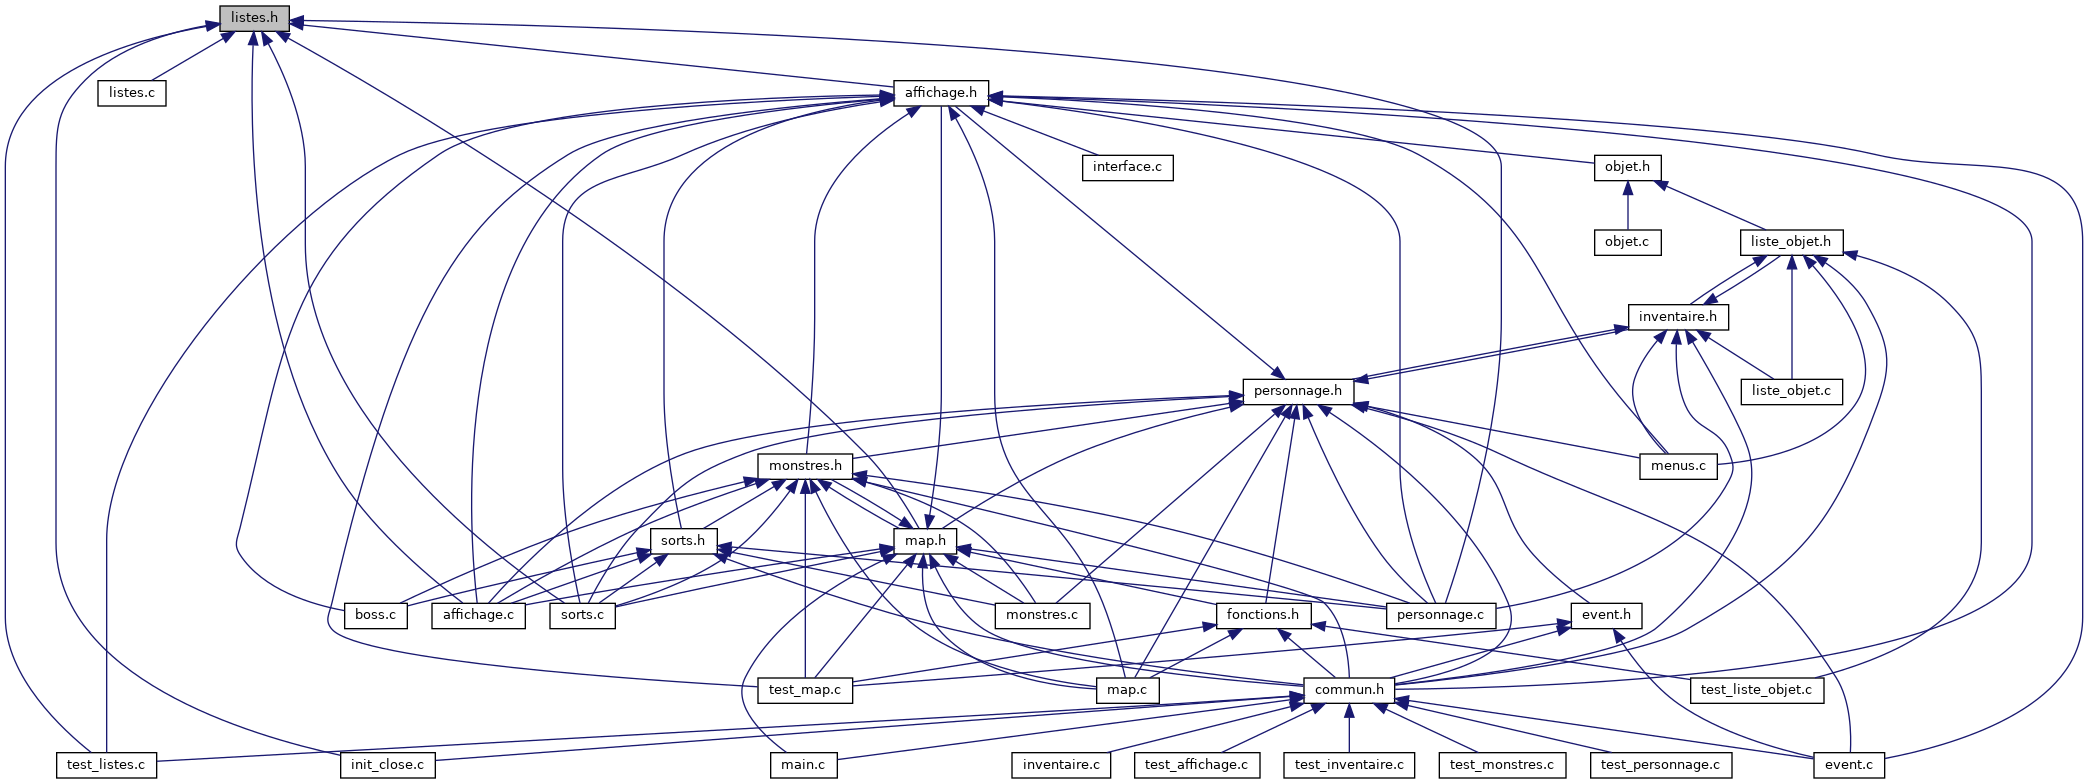 listes.h
listes.c
affichage.h
interface.c
objet.h
objet.c
liste_objet.h
inventaire.h
personnage.h
liste_objet.c
monstres.h
menus.c
sorts.h
map.h
boss.c
affichage.c
sorts.c
monstres.c
fonctions.h
personnage.c
event.h
test_map.c
map.c
commun.h
test_liste_objet.c
test_listes.c
init_close.c
main.c
inventaire.c
test_affichage.c
test_inventaire.c
test_monstres.c
test_personnage.c
event.c